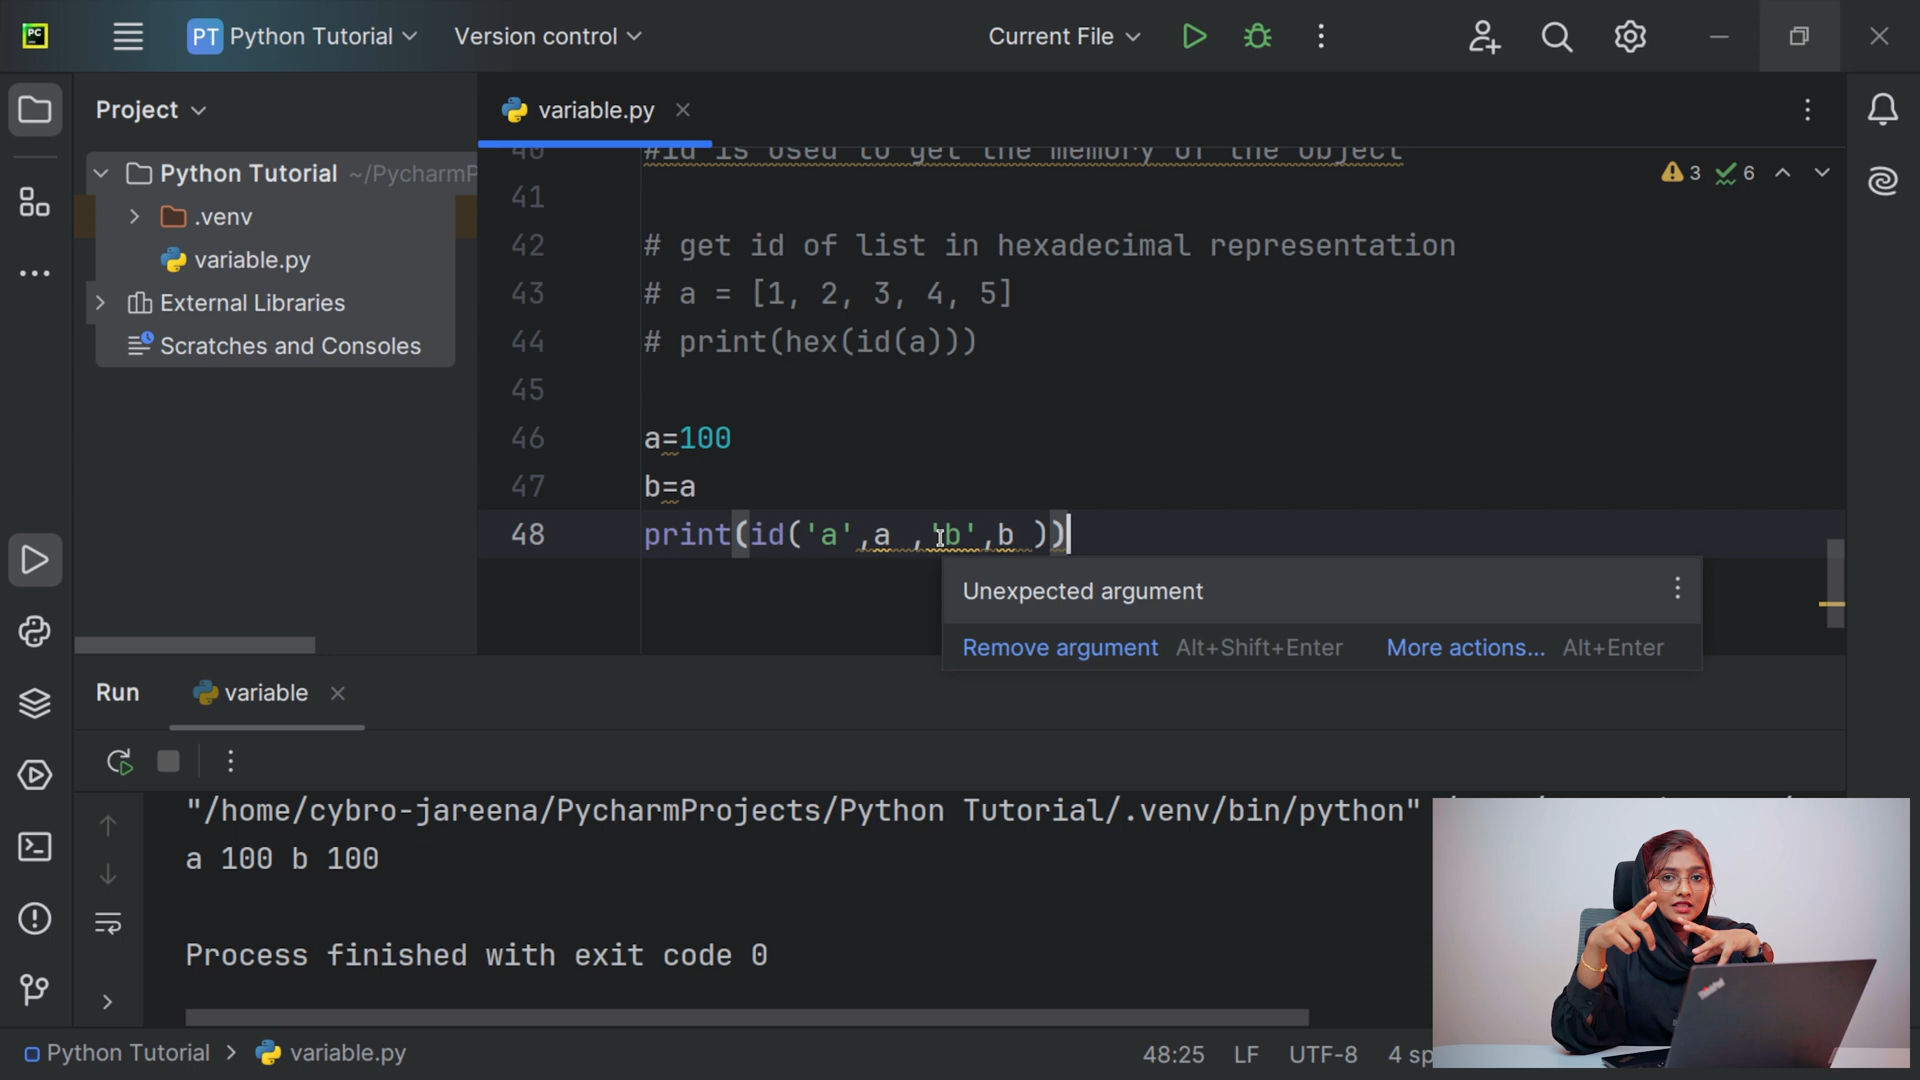 PC
PT Python Tutorial
Version control
Current File
Project
variable.py
Python Tutorial ~/PycharmP
.venv
variable.py
External Libraries
Scratches and Consoles
3 6
40 #id is used to get the memory of the object
41
42 # get id of list in hexadecimal representation
43 # a = [1, 2, 3, 4, 5]
44 # print(hex(id(a)))
45
46 a=100
47 b=a
48 print(id('a',a ,'b',b ))
Unexpected argument
Remove argument Alt+Shift+Enter More actions... Alt+Enter
Run variable
"/home/cybro-jareena/PycharmProjects/Python Tutorial/.venv/bin/python"
a 100 b 100
Process finished with exit code 0
Python Tutorial > variable.py
48:25 LF UTF-8 4 sp
ThinkPad